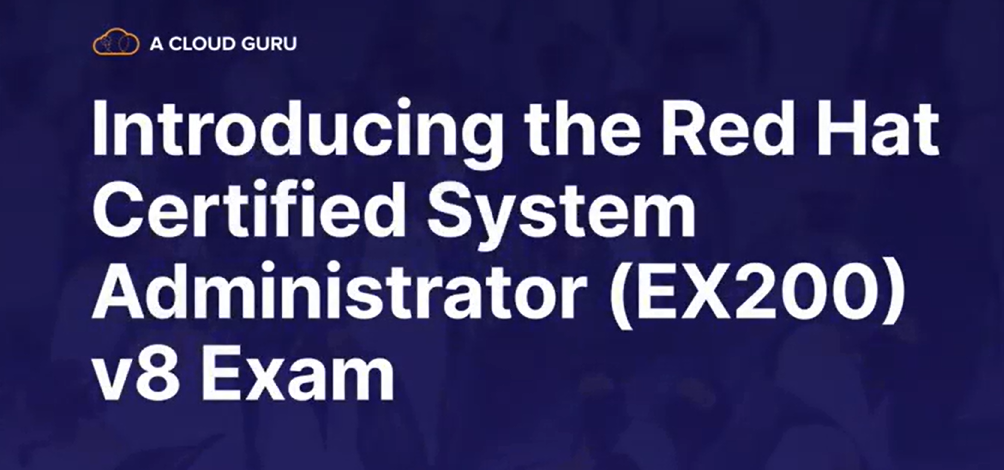 A CLOUD GURU
Introducing the Red Hat
Certified System
Administrator (EX200)
v8 Exam